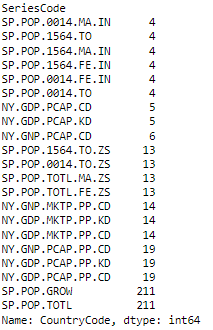 SeriesCode
SP.POP.0014.MA.IN 4
SP.POP.1564.TO 4
SP.POP.1564.MA.IN 4
SP.POP.1564.FE.IN 4
SP.POP.0014.FE.IN 4
SP.POP.0014.TO 4
NY.GDP.PCAP.CD 5
NY.GDP.PCAP.KD 5
NY.GNP.PCAP.CD 6
SP.POP.1564.TO.ZS 13
SP.POP.0014.TO.ZS 13
SP.POP.TOTL.MA.ZS 13
SP.POP.TOTL.FE.ZS 13
NY.GNP.MKTP.PP.CD 14
NY.GDP.MKTP.PP.KD 14
NY.GDP.MKTP.PP.CD 14
NY.GNP.PCAP.PP.CD 19
NY.GDP.PCAP.PP.KD 19
NY.GDP.PCAP.PP.CD 19
SP.POP.GROW 211
SP.POP.TOTL 211
Name: CountryCode, dtype: int64